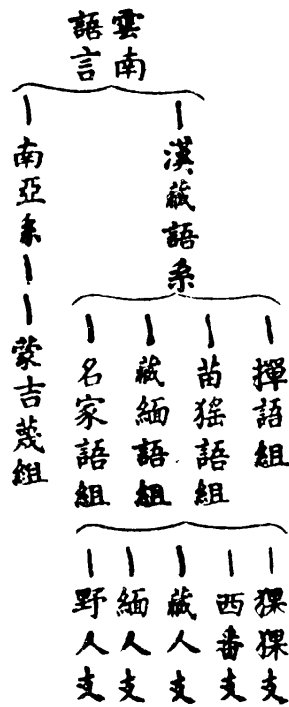 雲南
語言
漢藏語系
南亞系——蒙吉蔑組
撣語組
苗猺語組
藏緬語組
名家語組
猓猓支
西番支
藏人支
緬人支
野人支